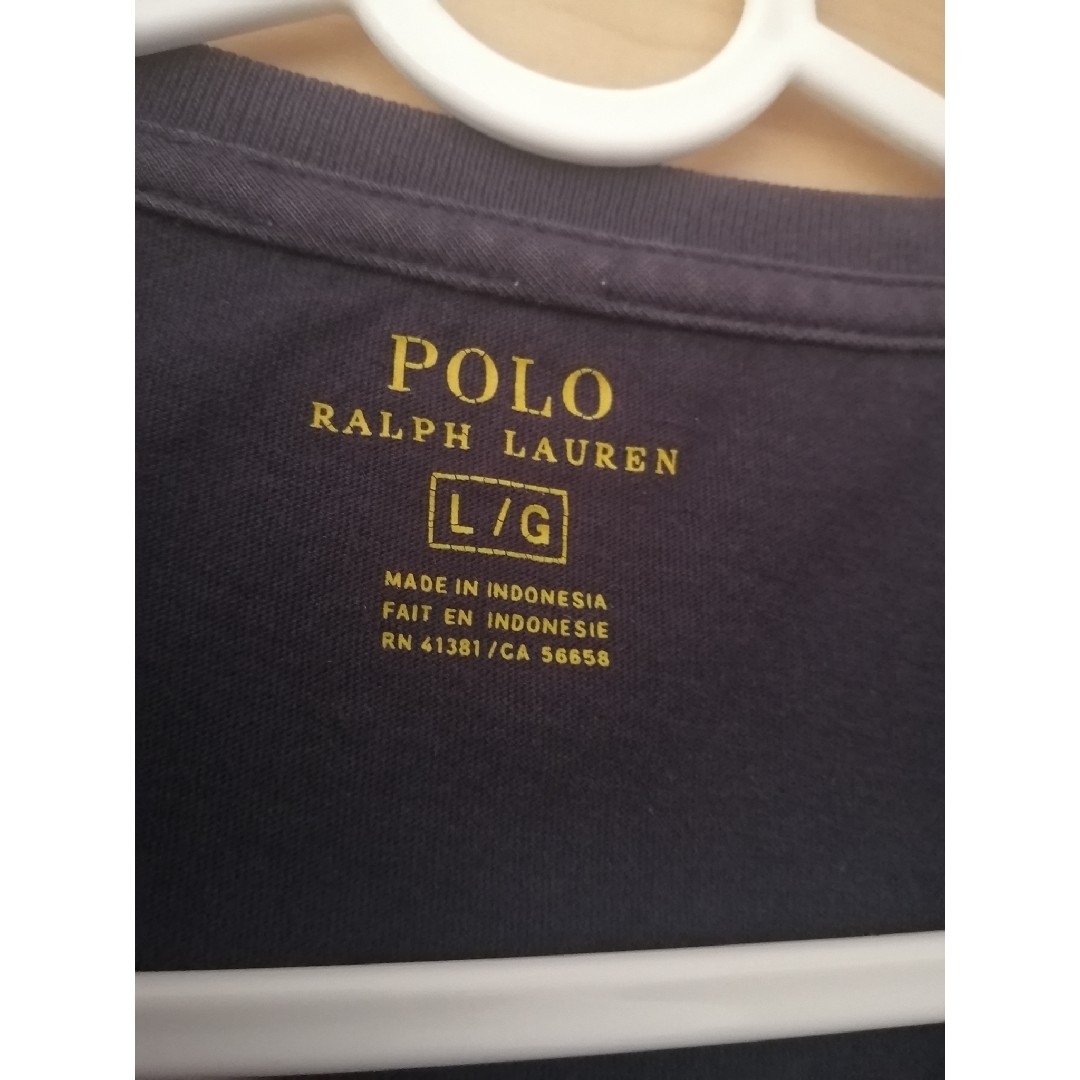 POLO
RALPH LAUREN
L/G
MADE IN INDONESIA
FAIT EN INDONESIE
RN 41381/CA 56658